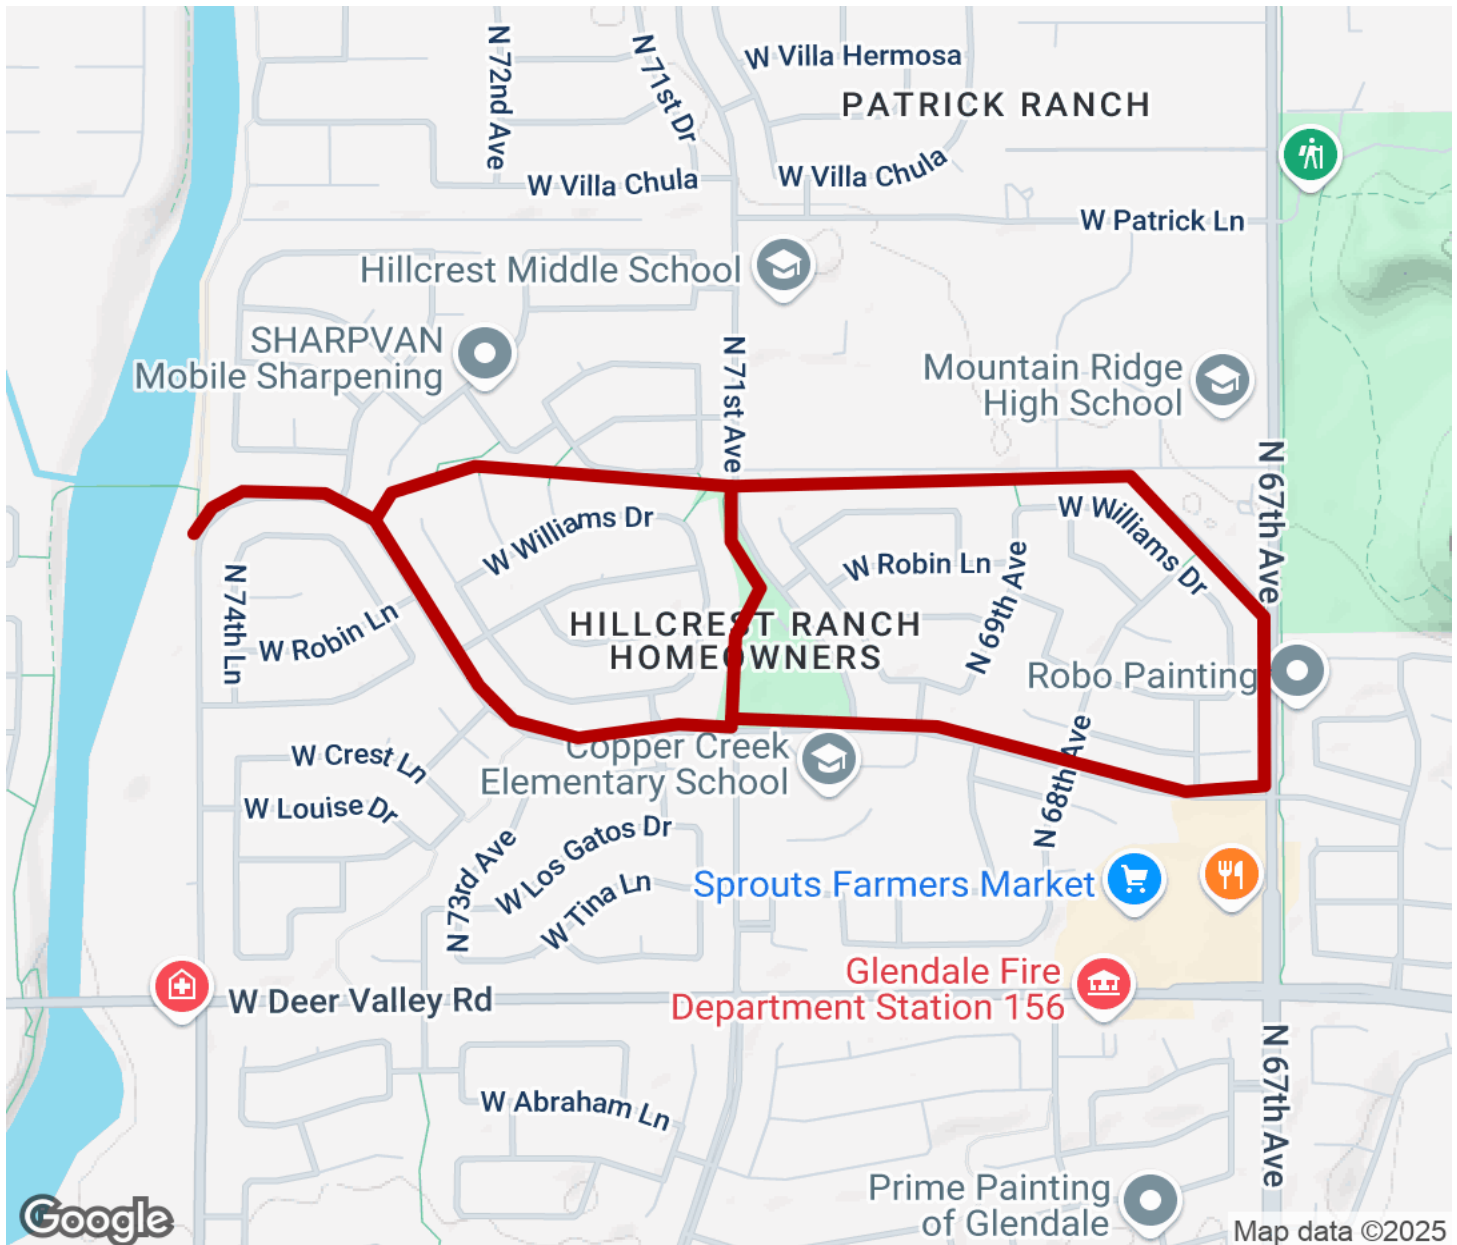 N 72nd Ave
N 71st Dr
W Villa Hermosa
PATRICK RANCH
W Villa Chula
W Villa Chula
W Patrick Ln
Hillcrest Middle School
SHARPVAN
Mobile Sharpening
N 71st Ave
Mountain Ridge
High School
N 67th Ave
W Williams Dr
W Williams Dr
W Robin Ln
N 69th Ave
N 74th Ln
W Robin Ln
HILLCREST RANCH
HOMEOWNERS
Robo Painting
W Crest Ln
Copper Creek
Elementary School
N 68th Ave
W Louise Dr
N 73rd Ave
W Los Gatos Dr
W Tina Ln
Sprouts Farmers Market
Glendale Fire
Department Station 156
W Deer Valley Rd
N 67th Ave
W Abraham Ln
Prime Painting
of Glendale
Google
Map data ©2025